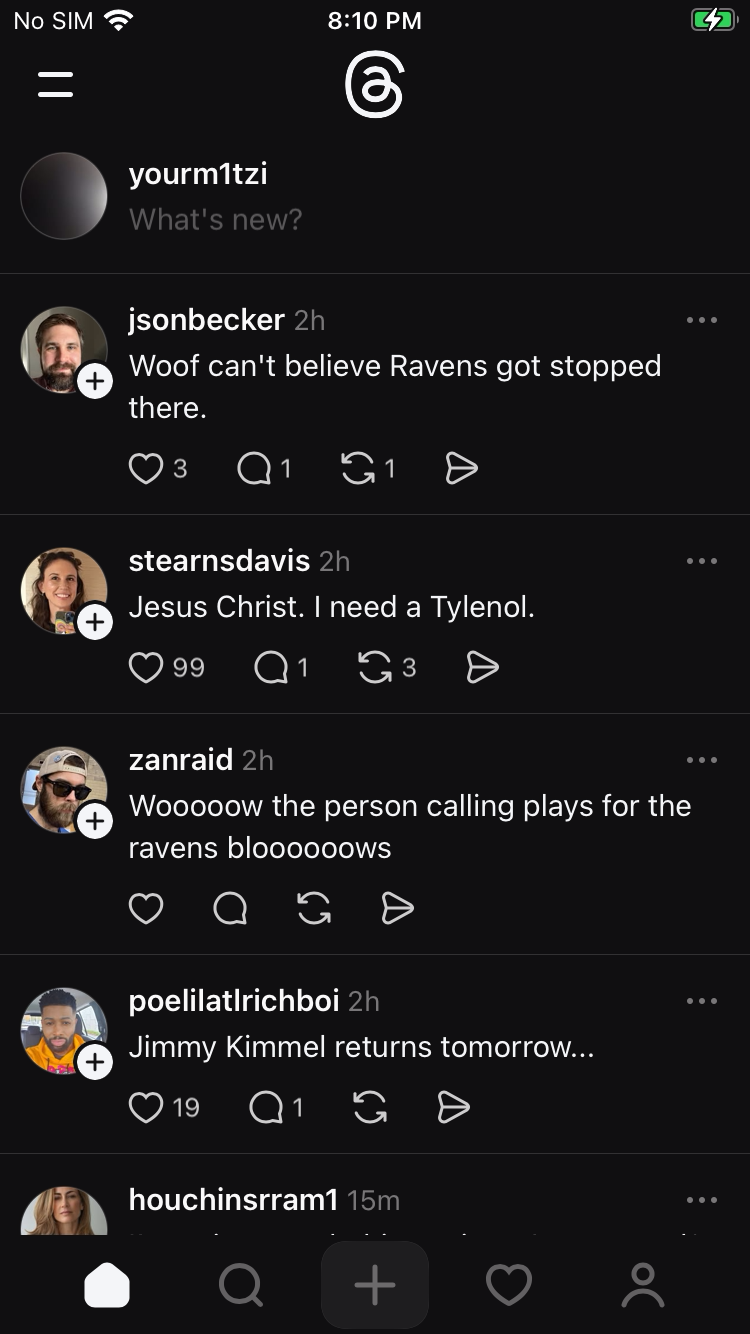 No SIM 8:10 PM
yourm1tzi
What's new?
jsonbecker 2h
Woof can't believe Ravens got stopped
there.
3 1 1
stearnsdavis 2h
Jesus Christ. I need a Tylenol.
99 1 3
zanraid 2h
Wooooow the person calling plays for the
ravens blooooooows
poelilatlrichboi 2h
Jimmy Kimmel returns tomorrow...
19 1
houchinsrram1 15m